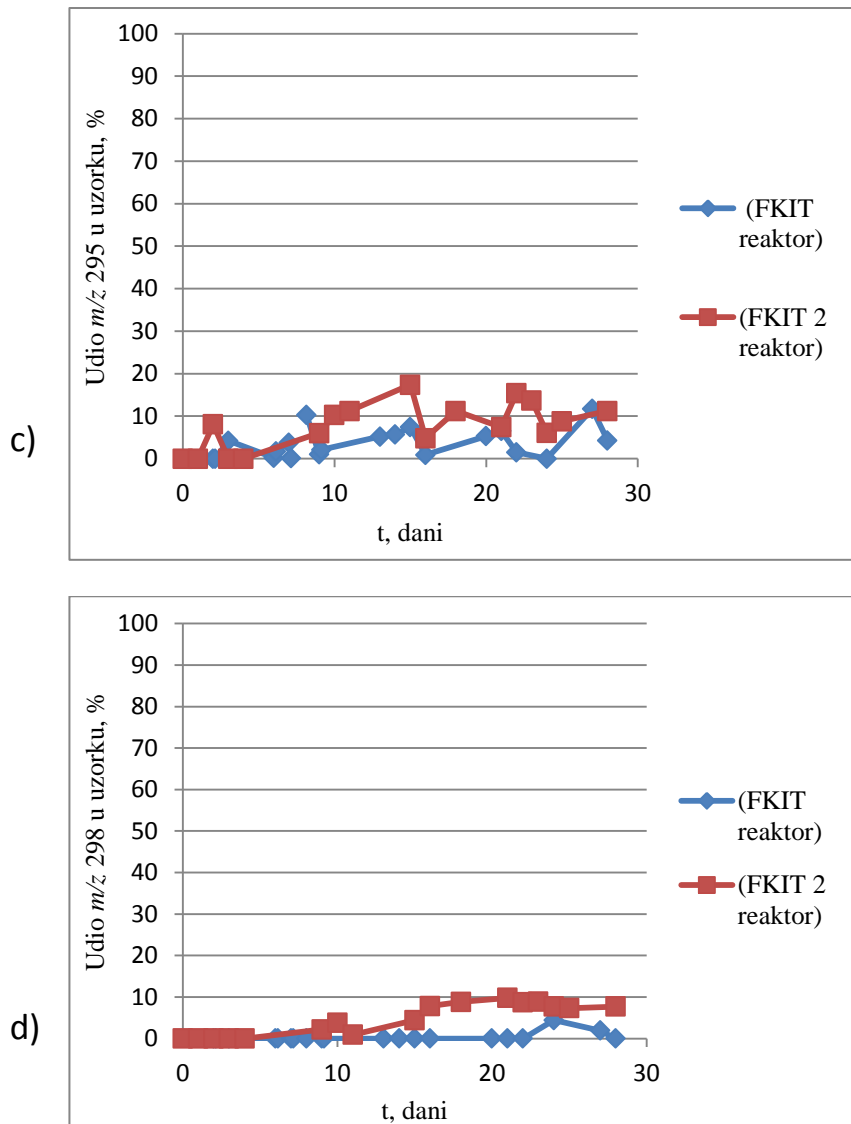 100
90
80
70
60
50
40
30
20
10
0
Udio m/z 295 u uzorku, %
0 10 20 30
t, dani
(FKIT
reaktor)
(FKIT 2
reaktor)
c)
100
90
80
70
60
50
40
30
20
10
0
Udio m/z 298 u uzorku, %
0 10 20 30
t, dani
(FKIT
reaktor)
(FKIT 2
reaktor)
d)